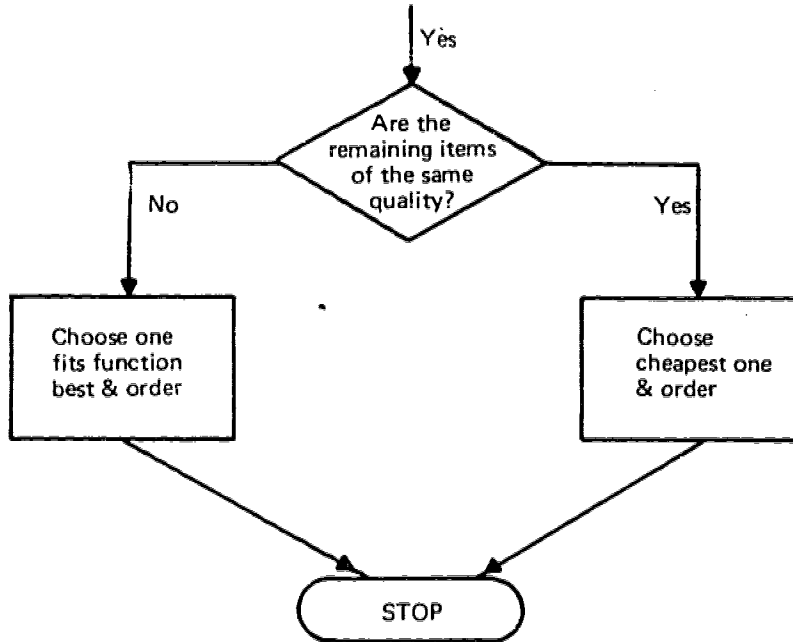 Yes
Are the
remaining items
of the same
quality?
No
Yes
Choose one
fits function
best & order
Choose
cheapest one
& order
STOP